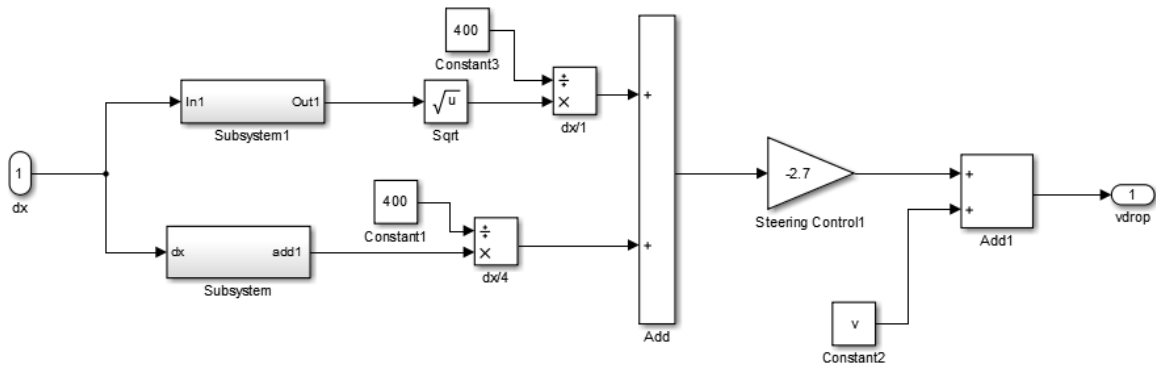 400
Constant3
÷
×
dx/1
In1
Out1
Subsystem1
√u
Sqrt
+
1
dx
400
Constant1
÷
×
dx/4
dx
add1
Subsystem
+
Add
-2.7
Steering Control1
+
+
Add1
1
vdrop
v
Constant2